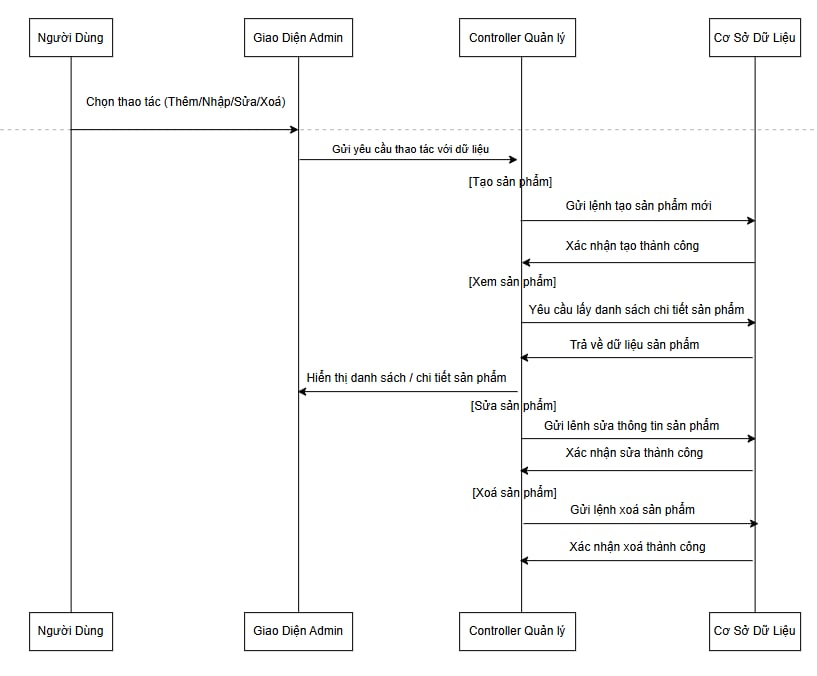 Người Dùng
Giao Diện Admin
Controller Quản lý
Cơ Sở Dữ Liệu
Chọn thao tác (Thêm/Nhập/Sửa/Xoá)
Gửi yêu cầu thao tác với dữ liệu
[Tạo sản phẩm]
Gửi lệnh tạo sản phẩm mới
Xác nhận tạo thành công
[Xem sản phẩm]
Yêu cầu lấy danh sách chi tiết sản phẩm
Trả về dữ liệu sản phẩm
Hiển thị danh sách / chi tiết sản phẩm
[Sửa sản phẩm]
Gửi lênh sửa thông tin sản phẩm
Xác nhận sửa thành công
[Xoá sản phẩm]
Gửi lệnh xoá sản phẩm
Xác nhận xoá thành công
Người Dùng
Giao Diện Admin
Controller Quản lý
Cơ Sở Dữ Liệu